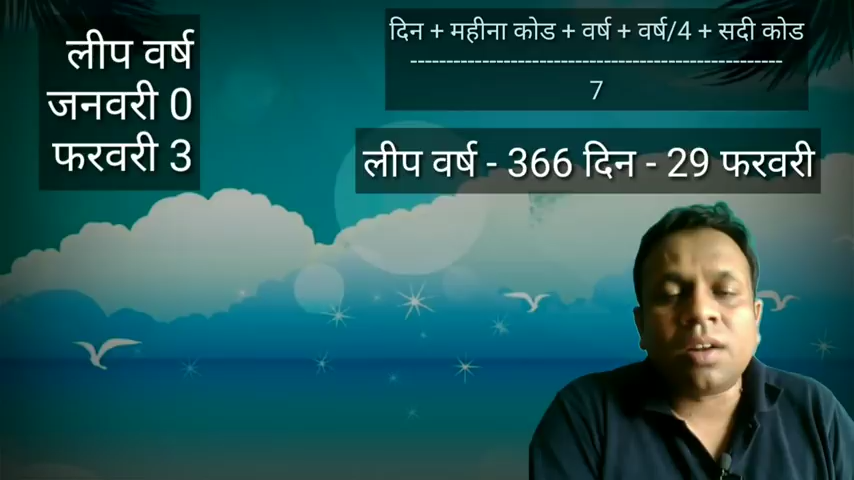 लीप वर्ष
जनवरी 0
फरवरी 3
दिन + महीना कोड + वर्ष + वर्ष/4 + सदी कोड
----------------------------------------------------
7
लीप वर्ष - 366 दिन - 29 फरवरी